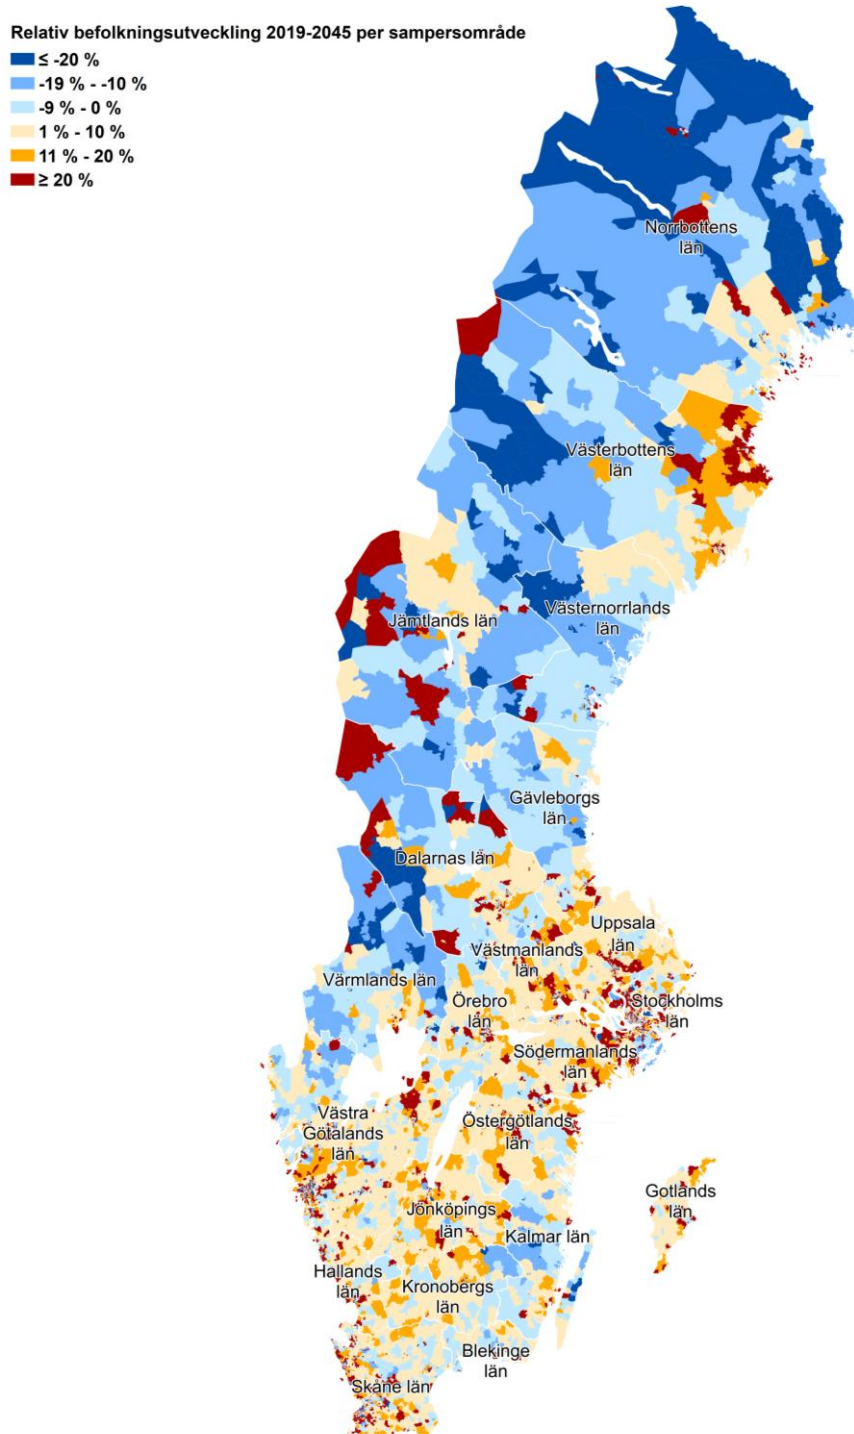 Relativ befolkningsutveckling 2019-2045 per sampersområde
≤ -20 %
-19 % - -10 %
-9 % - 0 %
1 % - 10 %
11 % - 20 %
≥ 20 %
Norrbottens
län
Västerbottens
län
Västernorrlands
län
Jämtlands län
Gävleborgs
län
Dalarnas län
Uppsala
län
Västmanlands
län
Värmlands län
Örebro
län
Stockholms
län
Södermanlands
län
Västra
Götalands
län
Östergötlands
län
Gotlands
län
Jönköpings
län
Kalmar län
Hallands
län
Kronobergs
län
Blekinge
län
Skåne län